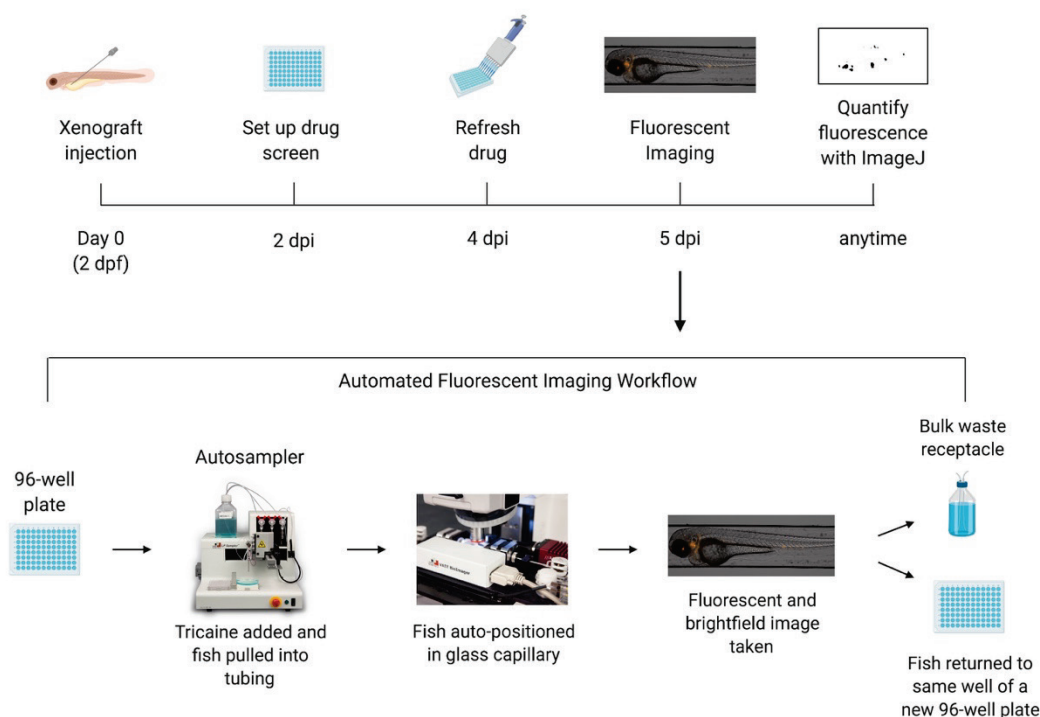 Xenograft
injection
Set up drug
screen
Refresh
drug
Fluorescent
Imaging
Quantify
fluorescence
with ImageJ
Day 0
(2 dpf)
2 dpi
4 dpi
5 dpi
anytime
Automated Fluorescent Imaging Workflow
96-well
plate
Autosampler
Tricaine added and
fish pulled into
tubing
Fish auto-positioned
in glass capillary
Fluorescent and
brightfield image
taken
Bulk waste
receptacle
Fish returned to
same well of a
new 96-well plate